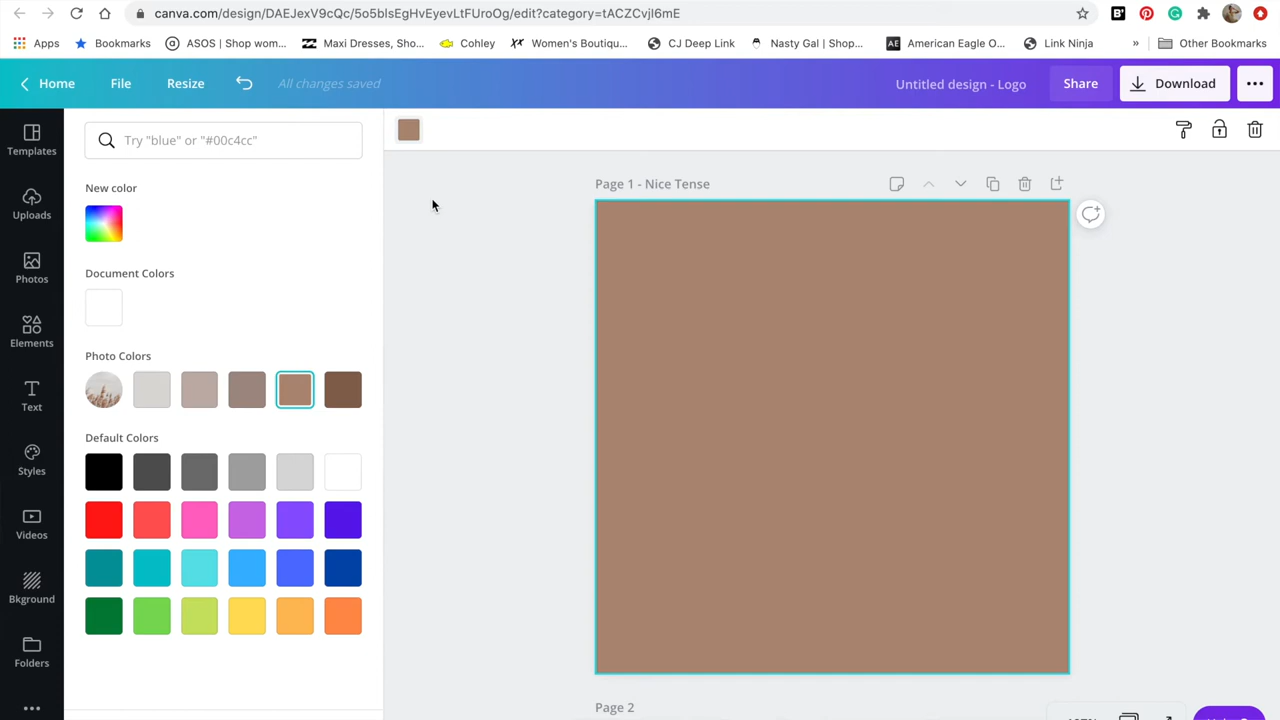 canva.com/design/DAEJexV9cQc/5o5bIsEgHvEyevLtFUroOg/edit?category=tACZCvjI6mE
Apps Bookmarks ASOS | Shop wom... Maxi Dresses, Sho... Cohley Women's Boutiqu... CJ Deep Link Nasty Gal | Shop... AE American Eagle O... Link Ninja » Other Bookmarks
Home File Resize All changes saved Untitled design - Logo Share Download
Templates
Uploads
Photos
Elements
Text
Styles
Videos
Bkground
Folders
Try "blue" or "#00c4cc"
New color
Document Colors
Photo Colors
Default Colors
Page 1 - Nice Tense
Page 2